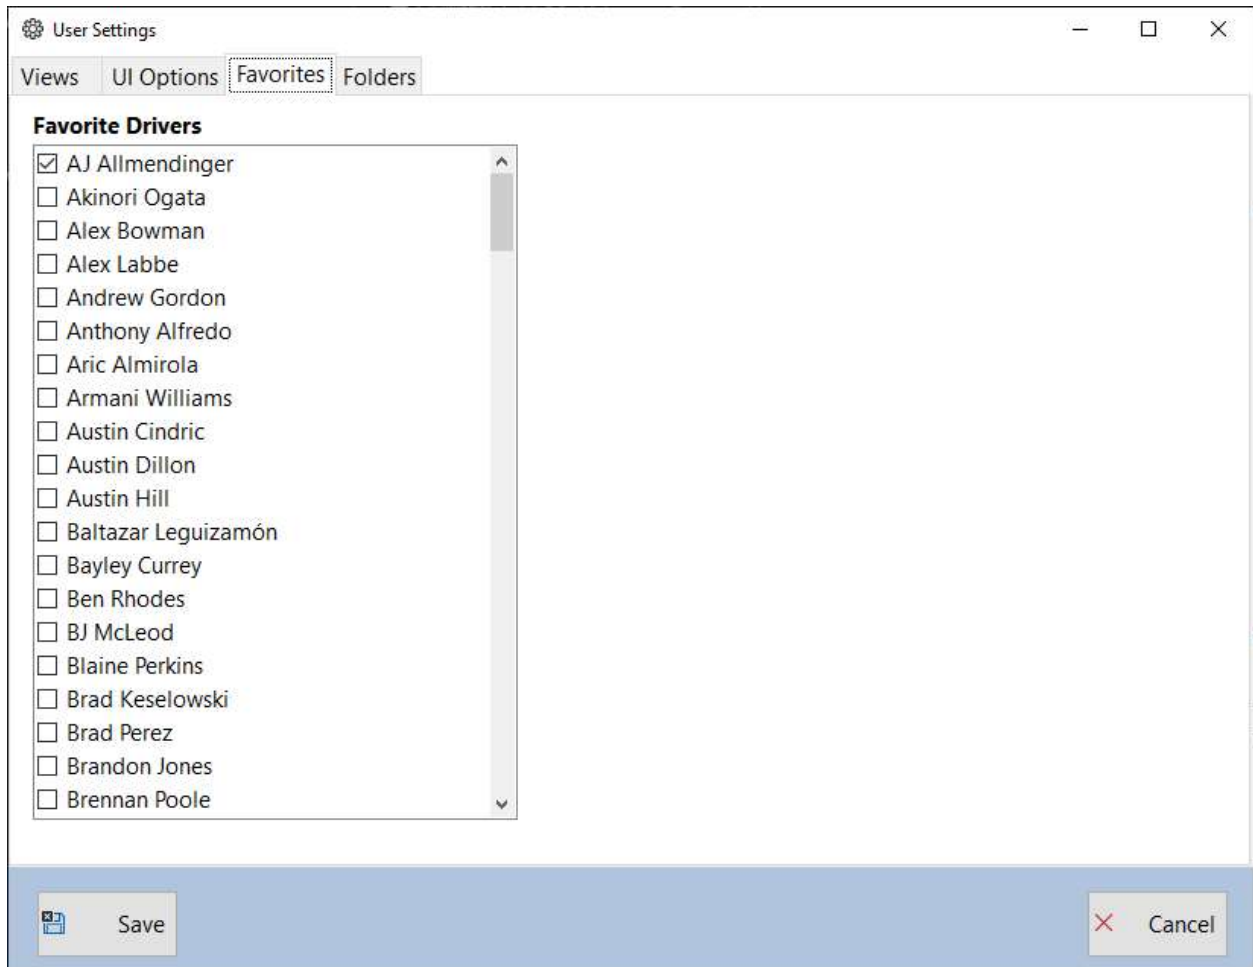 User Settings
Views UI Options Favorites Folders
Favorite Drivers
AJ Allmendinger
Akinori Ogata
Alex Bowman
Alex Labbe
Andrew Gordon
Anthony Alfredo
Aric Almirola
Armani Williams
Austin Cindric
Austin Dillon
Austin Hill
Baltazar Leguizamón
Bayley Currey
Ben Rhodes
BJ McLeod
Blaine Perkins
Brad Keselowski
Brad Perez
Brandon Jones
Brennan Poole
Save Cancel